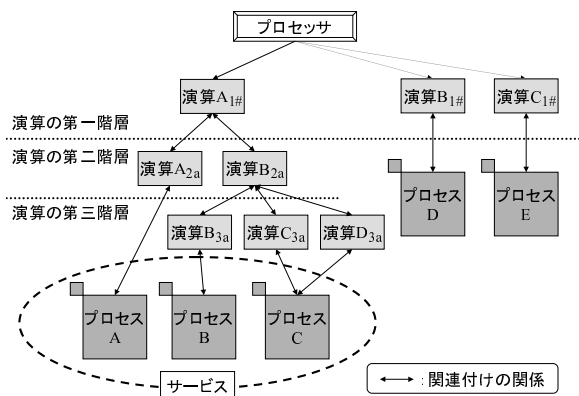 プロセッサ
演算A1#
演算B1#
演算C1#
演算の第一階層
演算の第二階層
演算A2a
演算B2a
プロセス
D
プロセス
E
演算の第三階層
演算B3a
演算C3a
演算D3a
プロセス
A
プロセス
B
プロセス
C
サービス
:関連付けの関係